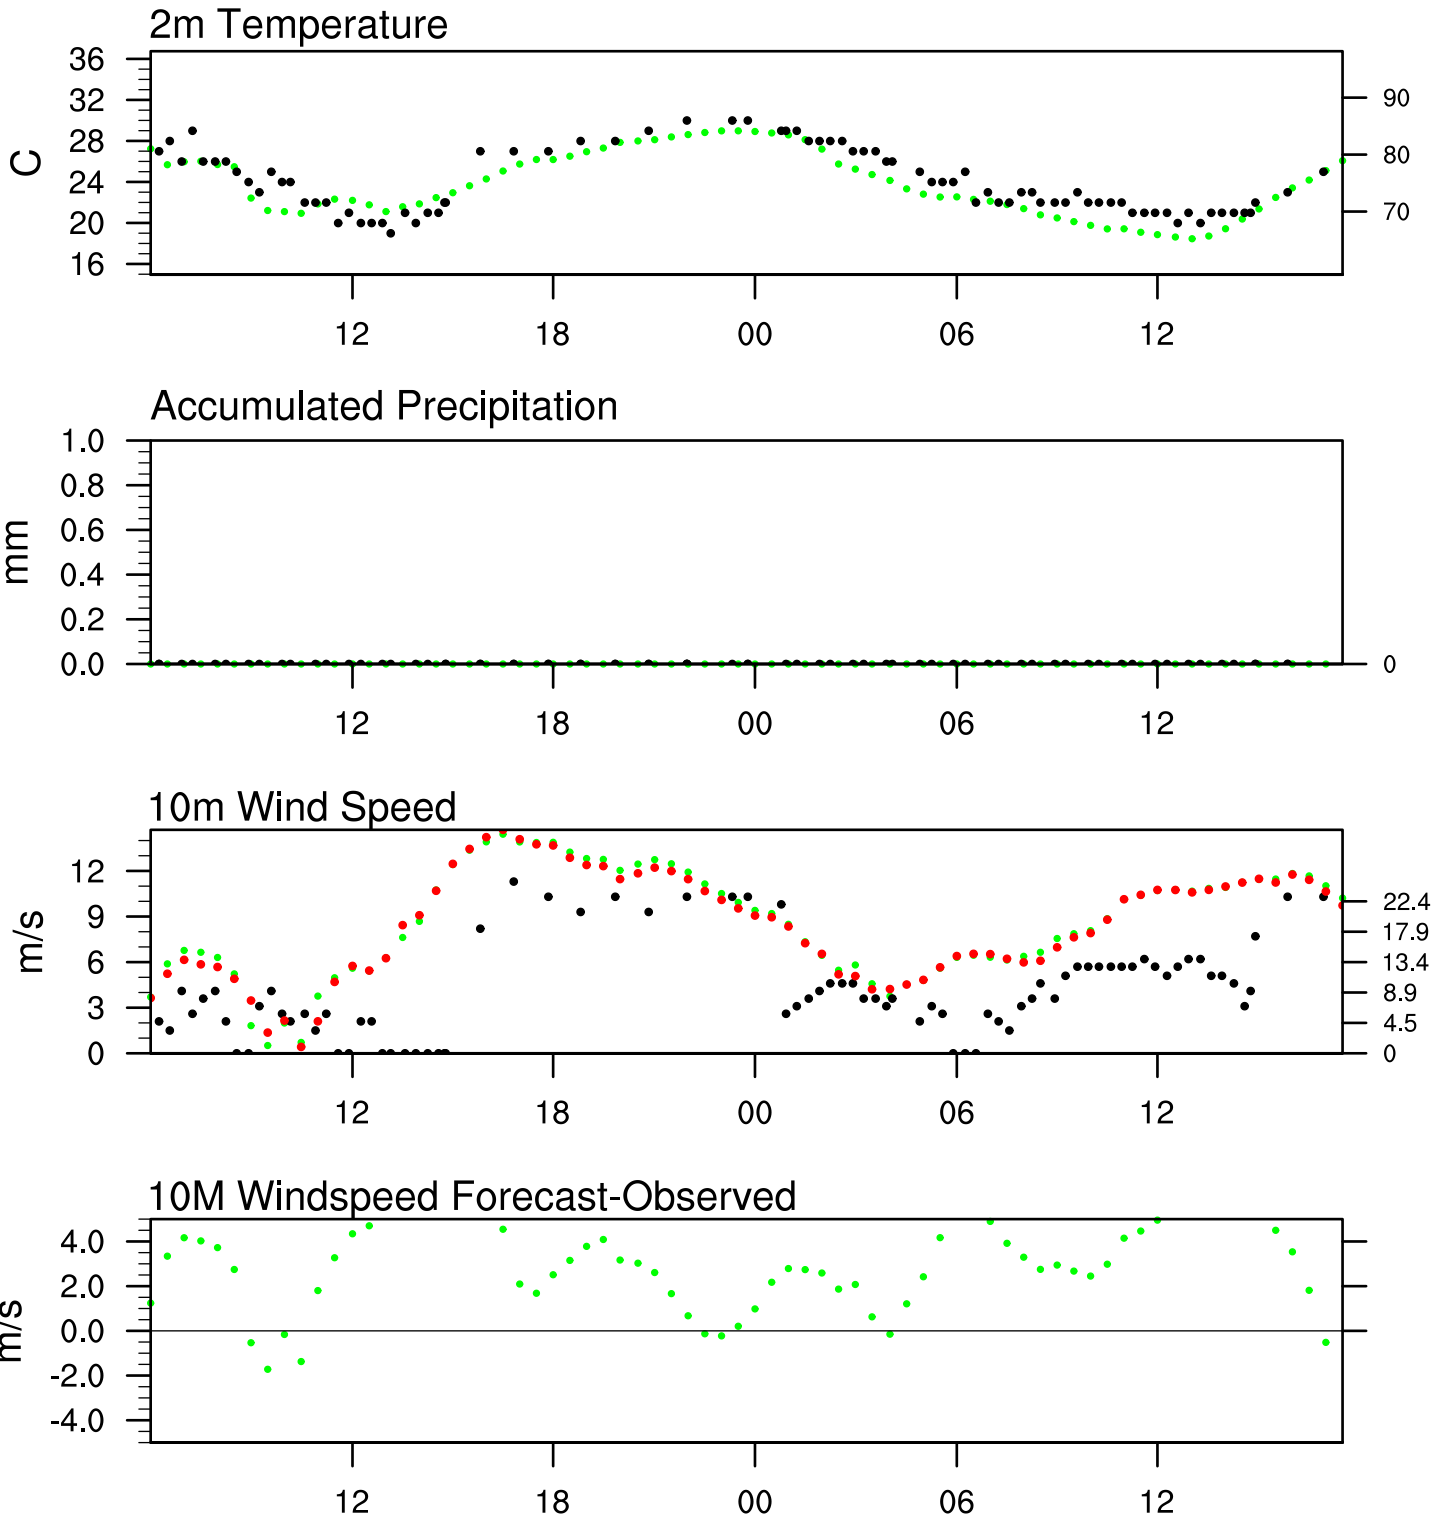 2m Temperature
36
32
28
24
20
16
C
90
80
70
12 18 00 06 12
Accumulated Precipitation
1.0
0.8
0.6
0.4
0.2
0.0
mm
0
12 18 00 06 12
10m Wind Speed
12
9
6
3
0
m/s
22.4
17.9
13.4
8.9
4.5
0
12 18 00 06 12
10M Windspeed Forecast-Observed
4.0
2.0
0.0
-2.0
-4.0
m/s
12 18 00 06 12